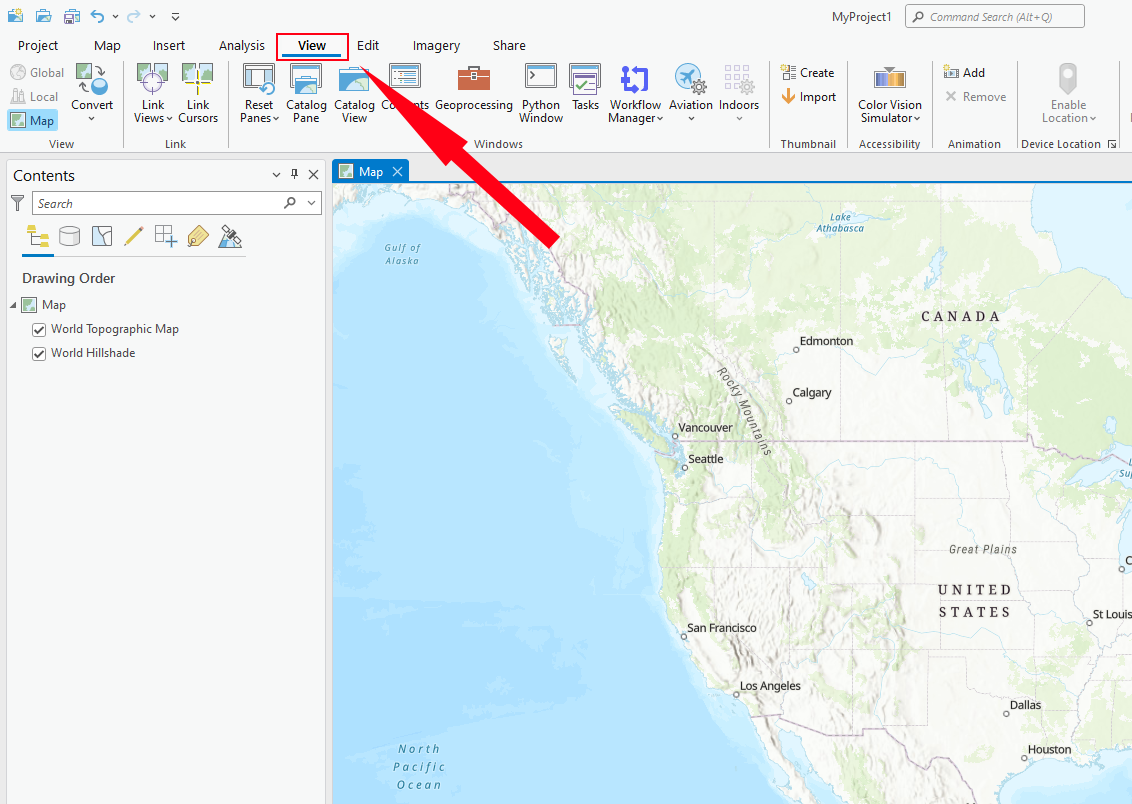 MyProject1
Command Search (Alt+Q)
Project Map Insert Analysis View Edit Imagery Share
Global
Local
Map
Convert
View
Link Views
Link Cursors
Link
Reset Panes
Catalog Pane
Catalog View
Geoprocessing
Python Window
Tasks
Workflow Manager
Aviation
Indoors
Windows
Create
Import
Thumbnail
Color Vision Simulator
Accessibility
Add
Remove
Animation
Enable Location
Device Location
Contents
Search
Drawing Order
Map
World Topographic Map
World Hillshade
Map
Gulf of
Alaska
Lake
Athabasca
CANADA
Edmonton
Rocky Mountains
Calgary
Vancouver
Seattle
Great Plains
UNITED
STATES
St Louis
San Francisco
Los Angeles
Dallas
Houston
North
Pacific
Ocean